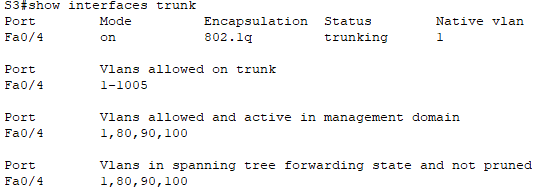 S3#show interfaces trunk
Port        Mode         Encapsulation  Status        Native vlan
Fa0/4       on           802.1q         trunking      1
Port        Vlans allowed on trunk
Fa0/4       1-1005
Port        Vlans allowed and active in management domain
Fa0/4       1,80,90,100
Port        Vlans in spanning tree forwarding state and not pruned
Fa0/4       1,80,90,100